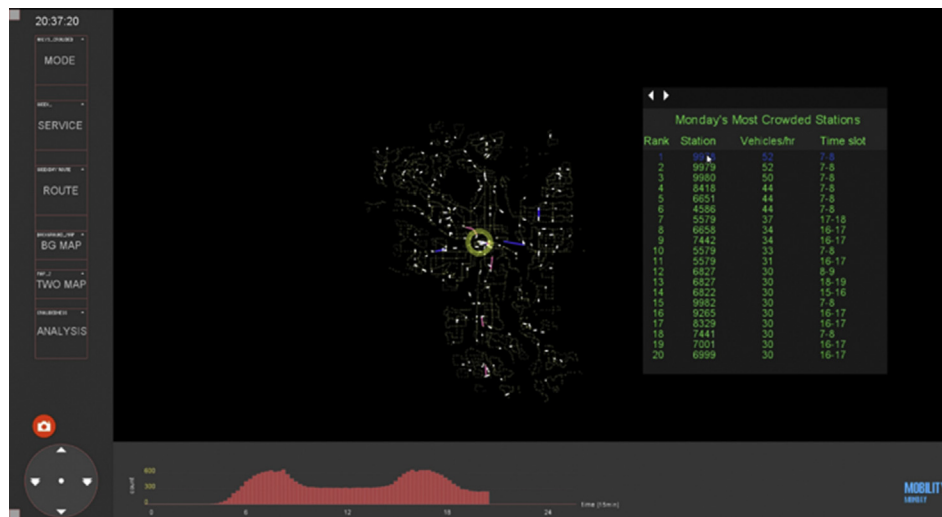 20:37:20
MODE
SERVICE
ROUTE
BG MAP
TWO MAP
ANALYSIS
Monday's Most Crowded Stations
Rank Station Vehicles/hr Time slot
1 52 7-8
2 9979 52 7-8
3 9980 50 7-8
4 8418 44 7-8
5 6651 44 7-8
6 4586 44 7-8
7 5579 37 17-18
8 6658 34 16-17
9 7442 34 16-17
10 5579 33 7-8
11 5579 31 16-17
12 6827 30 8-9
13 6827 30 18-19
14 6822 30 15-16
15 9982 30 7-8
16 9265 30 16-17
17 8329 30 16-17
18 7441 30 7-8
19 7001 30 16-17
20 6999 30 16-17
600
300
0
count
time (15min)
0 6 12 18 24
MOBILITY
MONDAY